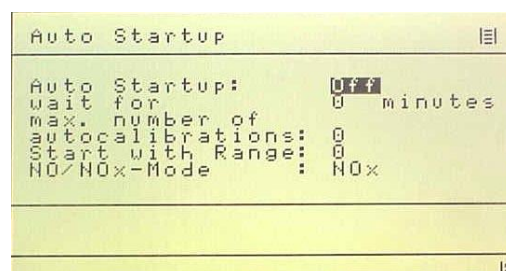 Auto Startup
Auto Startup: Off
wait for 0 minutes
max. number of
autocalibrations: 0
Start with Range: 0
NO/NOx-Mode : NOx